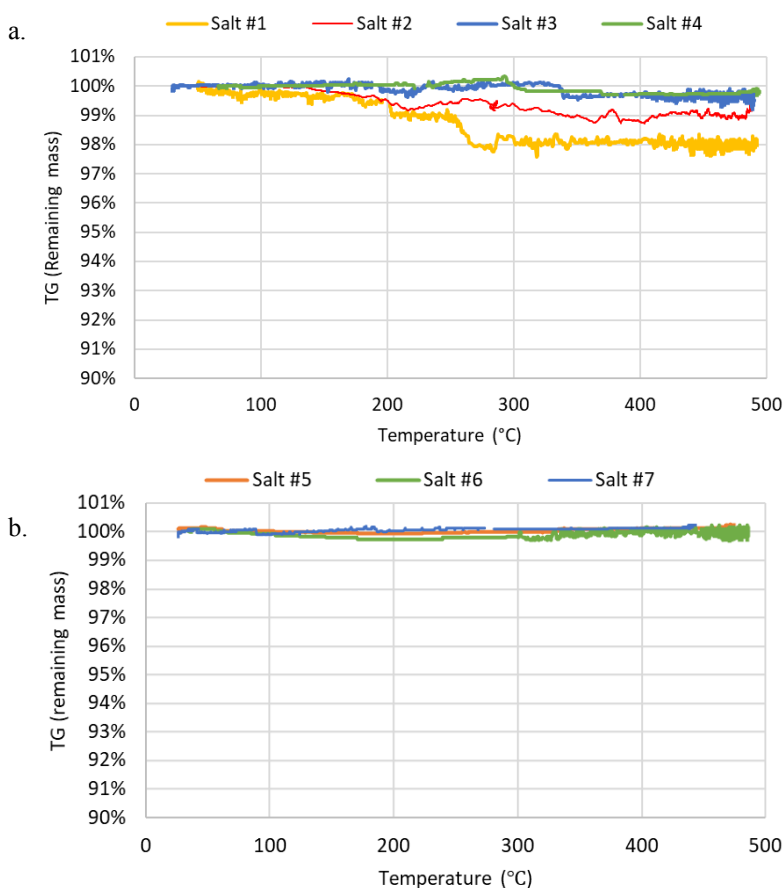 a.
Salt #1 Salt #2 Salt #3 Salt #4
101%
100%
99%
98%
97%
96%
95%
94%
93%
92%
91%
90%
TG (Remaining mass)
0 100 200 300 400 500
Temperature (°C)
b.
Salt #5 Salt #6 Salt #7
101%
100%
99%
98%
97%
96%
95%
94%
93%
92%
91%
90%
TG (remaining mass)
0 100 200 300 400 500
Temperature (°C)